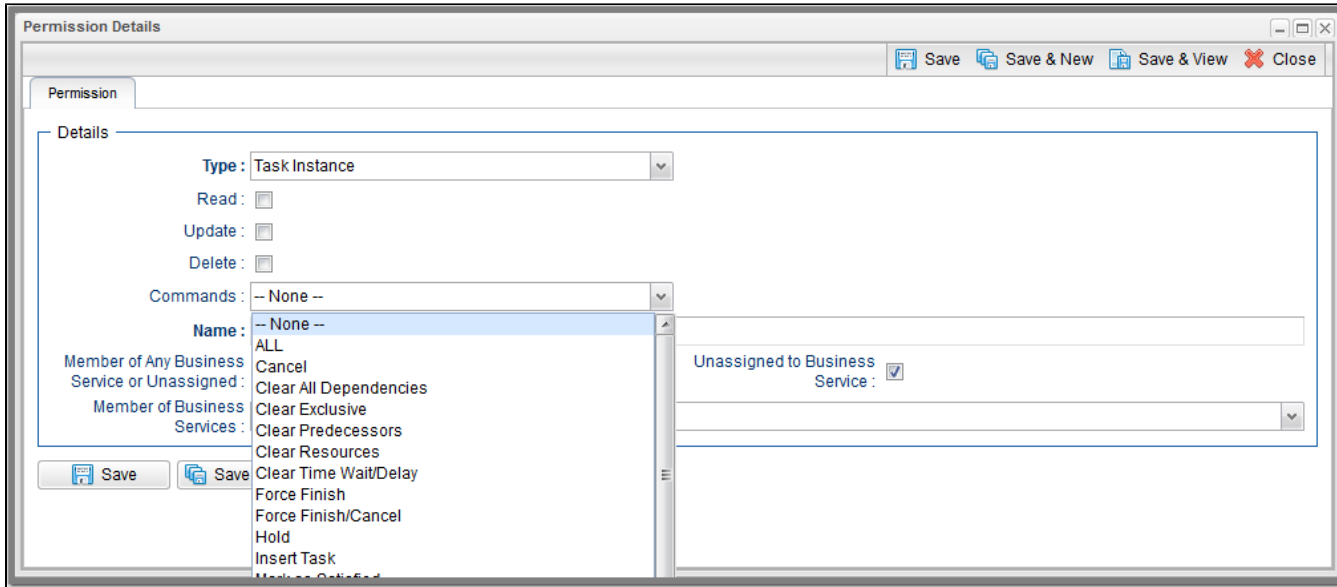 Permission Details
Save Save & New Save & View Close
Permission
Details
Type : Task Instance
Read :
Update :
Delete :
Commands : -- None --
Name : -- None --
ALL
Member of Any Business Service or Unassigned :
Cancel
Unassigned to Business Service :
Clear All Dependencies
Member of Business Services :
Clear Exclusive
Clear Predecessors
Clear Resources
Save Save Clear Time Wait/Delay
Force Finish
Force Finish/Cancel
Hold
Insert Task
Mark as Satisfied